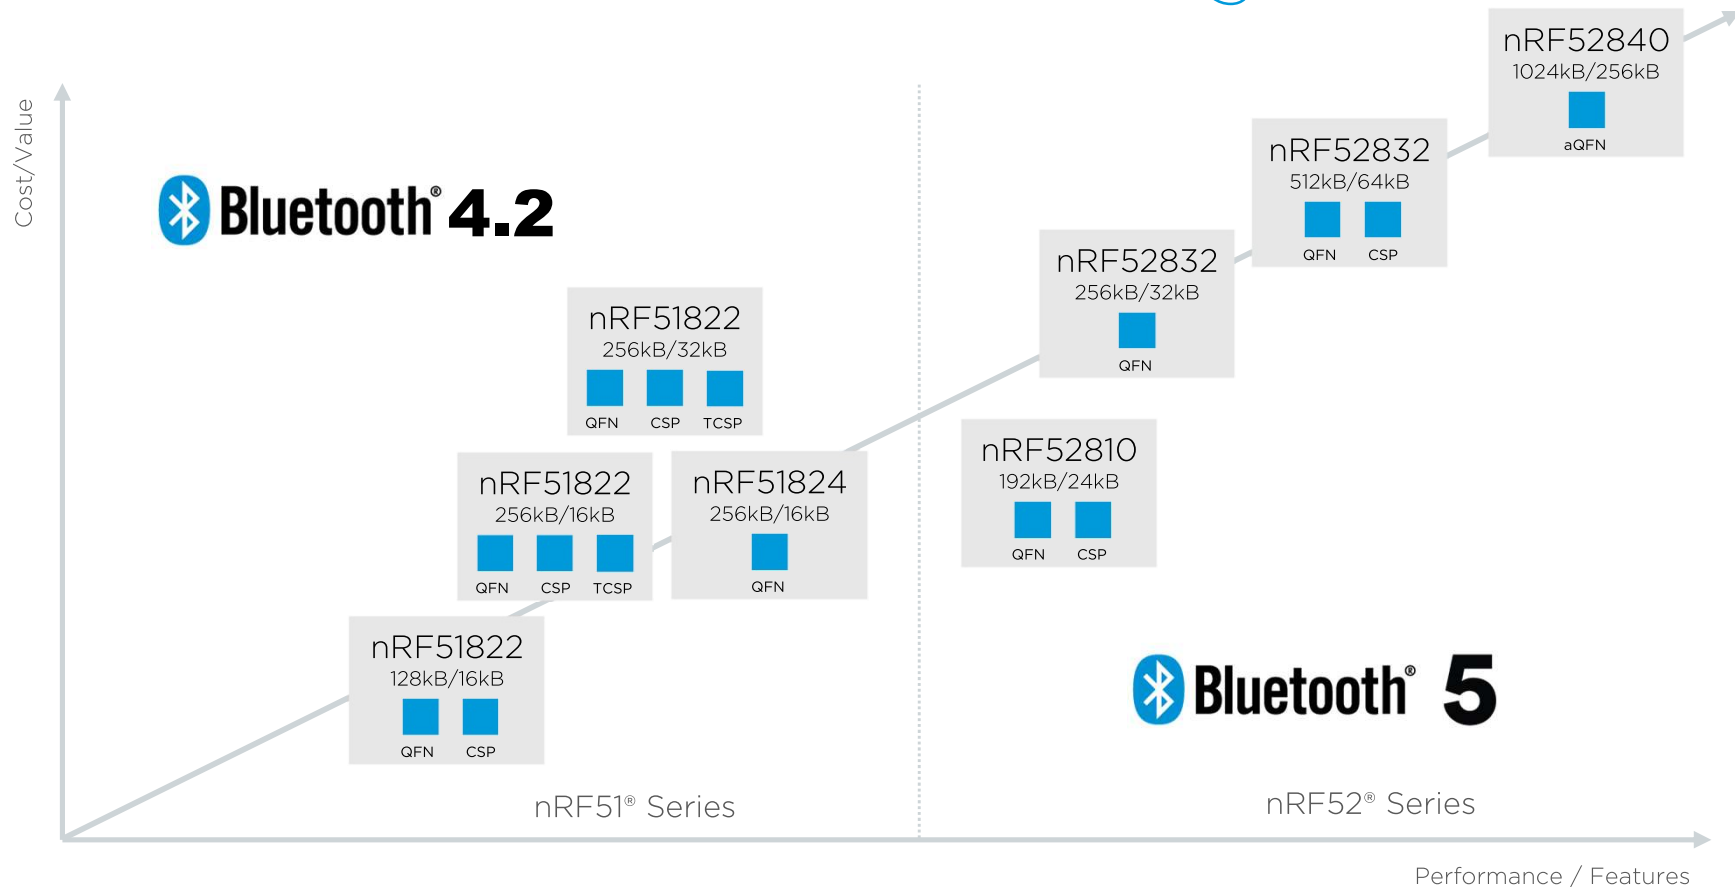 Cost/Value
Bluetooth® 4.2
nRF51822
256kB/32kB
QFN CSP TCSP
nRF51822
256kB/16kB
QFN CSP TCSP
nRF51824
256kB/16kB
QFN
nRF51822
128kB/16kB
QFN CSP
nRF51® Series
nRF52840
1024kB/256kB
aQFN
nRF52832
512kB/64kB
QFN CSP
nRF52832
256kB/32kB
QFN
nRF52810
192kB/24kB
QFN CSP
Bluetooth® 5
nRF52® Series
Performance / Features